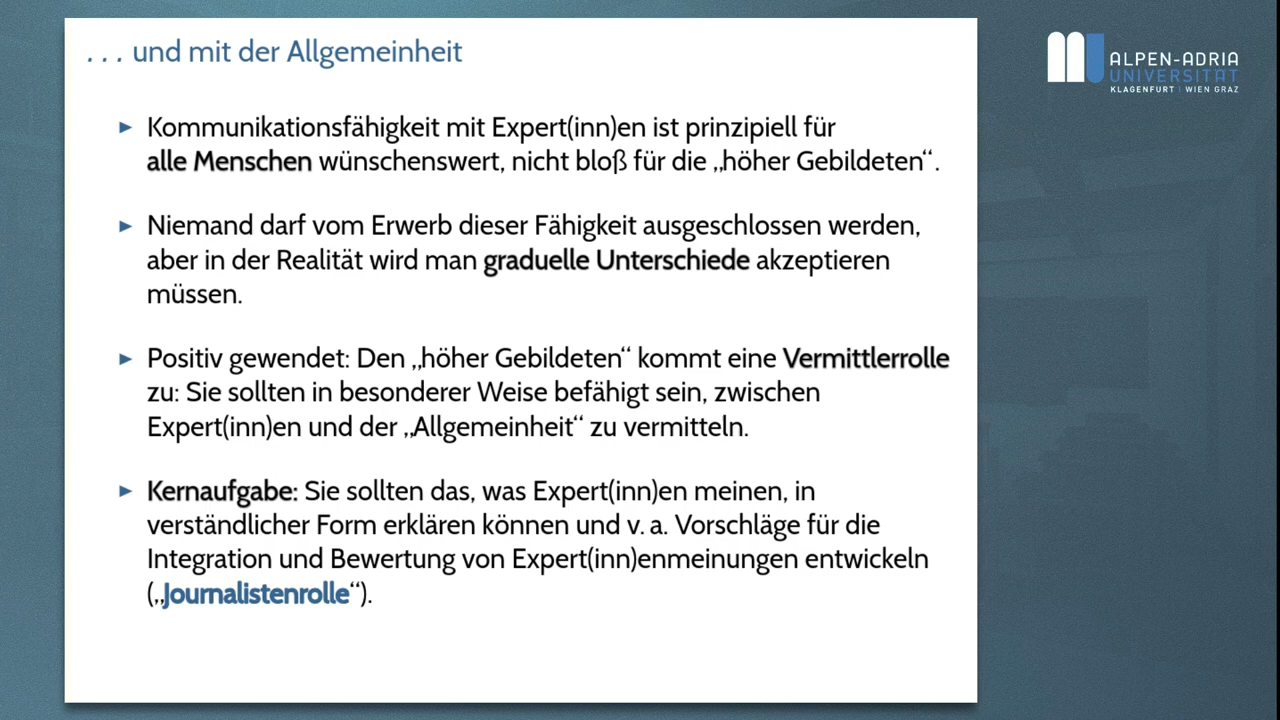 . . . und mit der Allgemeinheit
Kommunikationsfähigkeit mit Expert(inn)en ist prinzipiell für
alle Menschen wünschenswert, nicht bloß für die „höher Gebildeten“.
Niemand darf vom Erwerb dieser Fähigkeit ausgeschlossen werden,
aber in der Realität wird man graduelle Unterschiede akzeptieren
müssen.
Positiv gewendet: Den „höher Gebildeten“ kommt eine Vermittlerrolle
zu: Sie sollten in besonderer Weise befähigt sein, zwischen
Expert(inn)en und der „Allgemeinheit“ zu vermitteln.
Kernaufgabe: Sie sollten das, was Expert(inn)en meinen, in
verständlicher Form erklären können und v. a. Vorschläge für die
Integration und Bewertung von Expert(inn)enmeinungen entwickeln
(„Journalistenrolle“).
ALPEN-ADRIA
UNIVERSITÄT
KLAGENFURT | WIEN GRAZ